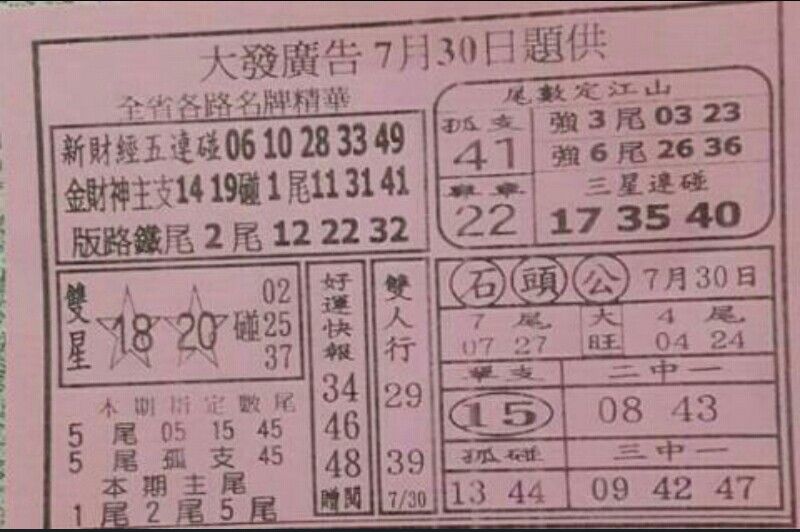 大發廣告 7月30日題供
全省各路名牌精華
新財經五連碰 06 10 28 33 49
金財神主支 14 19碰 1 尾 11 31 41
版路鐵尾 2 尾 12 22 32
尾數定江山
孤支
41
22
強 3 尾 03 23
強 6 尾 26 36
三星連碰
17 35 40
雙星
18 20 碰
02
25
37
本期指定數尾
5 尾 05 15 45
5 尾 孤支 45
本期主尾
1 尾 2 尾 5 尾
好運快報
34
46
48
贈閱
雙人行
29
39
7/30
石頭公 7月30日
7 尾
07 27
大旺
4 尾
04 24
單支
15
二中一
08 43
孤碰
13 44
三中一
09 42 47